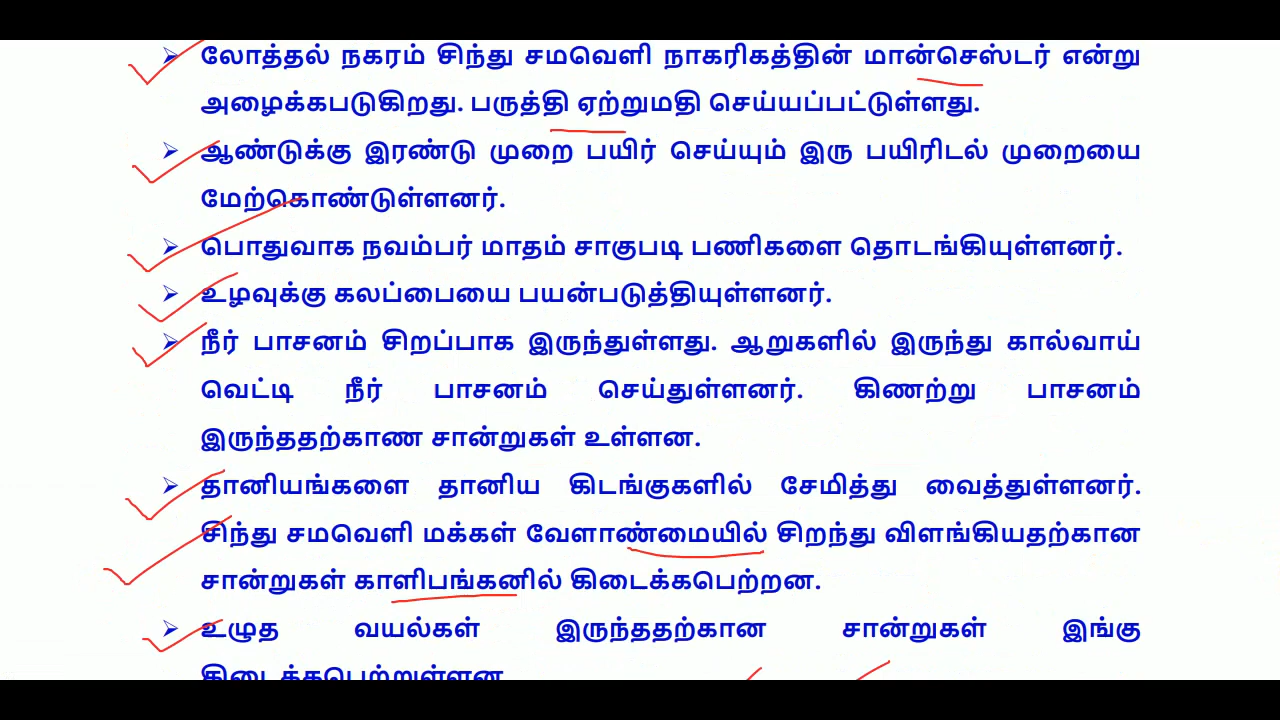 ➢ லோத்தல் நகரம் சிந்து சமவெளி நாகரிகத்தின் மான்செஸ்டர் என்று
அழைக்கபடுகிறது. பருத்தி ஏற்றுமதி செய்யப்பட்டுள்ளது.
➢ ஆண்டுக்கு இரண்டு முறை பயிர் செய்யும் இரு பயிரிடல் முறையை
மேற்கொண்டுள்ளனர்.
➢ பொதுவாக நவம்பர் மாதம் சாகுபடி பணிகளை தொடங்கியுள்ளனர்.
➢ உழவுக்கு கலப்பையை பயன்படுத்தியுள்ளனர்.
➢ நீர் பாசனம் சிறப்பாக இருந்துள்ளது. ஆறுகளில் இருந்து கால்வாய்
வெட்டி நீர் பாசனம் செய்துள்ளனர். கிணற்று பாசனம்
இருந்ததற்காண சான்றுகள் உள்ளன.
➢ தானியங்களை தானிய கிடங்குகளில் சேமித்து வைத்துள்ளனர்.
சிந்து சமவெளி மக்கள் வேளாண்மையில் சிறந்து விளங்கியதற்கான
சான்றுகள் காளிபங்கனில் கிடைக்கபெற்றன.
➢ உழுத வயல்கள் இருந்ததற்கான சான்றுகள் இங்கு
கிடைக்கபெற்றுள்ளன